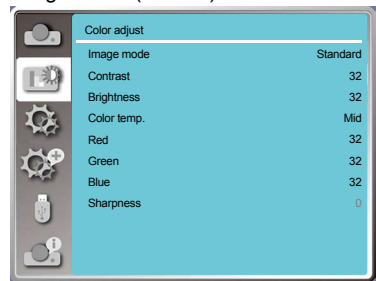 Color adjust
Image mode Standard
Contrast 32
Brightness 32
Color temp. Mid
Red 32
Green 32
Blue 32
Sharpness 0